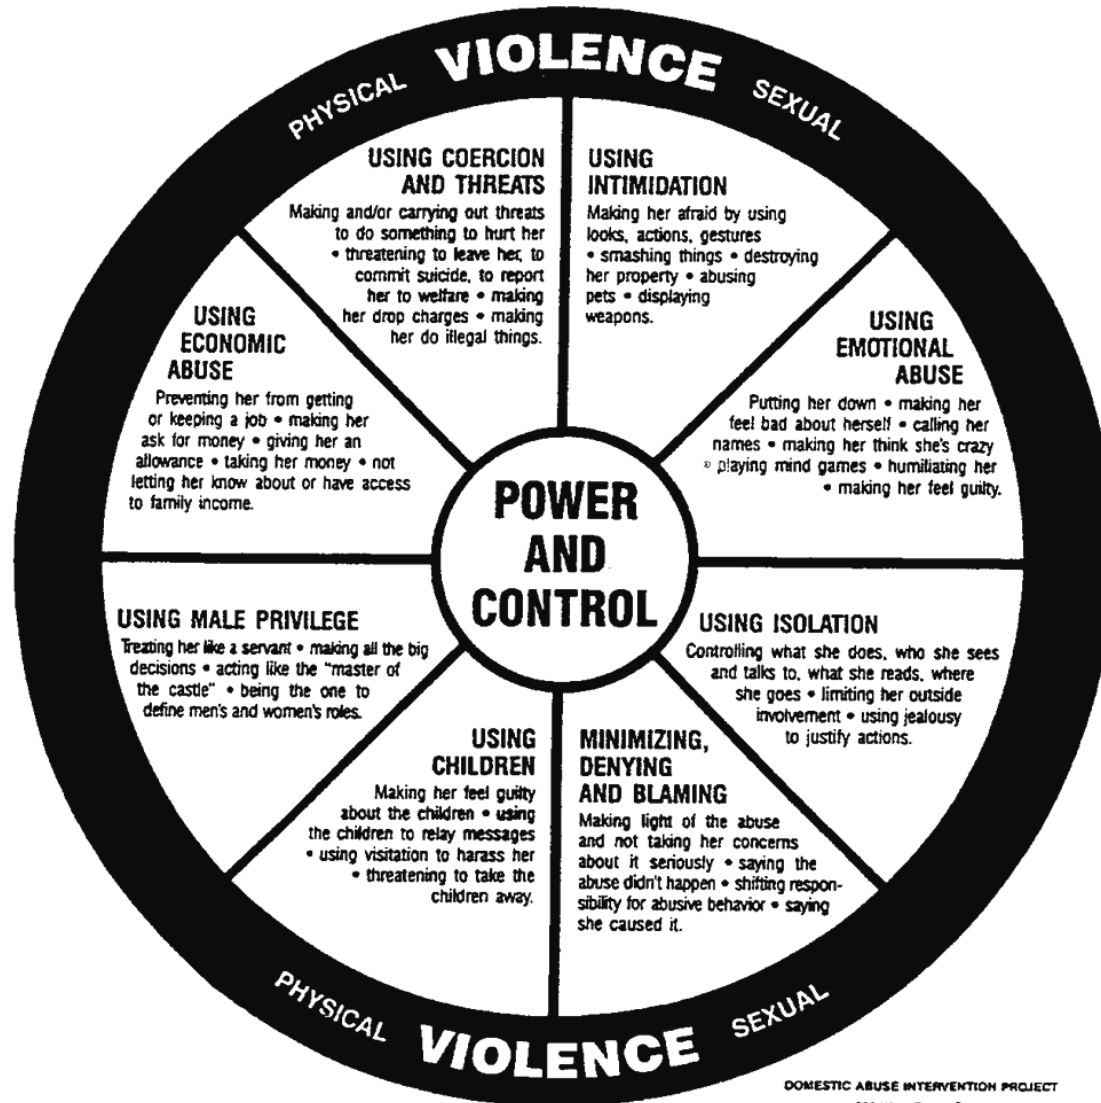 PHYSICAL VIOLENCE SEXUAL
USING COERCION
AND THREATS
Making and/or carrying out threats
to do something to hurt her
• threatening to leave her, to
commit suicide, to report
her to welfare • making
her drop charges • making
her do illegal things.
USING
INTIMIDATION
Making her afraid by using
looks, actions, gestures
• smashing things • destroying
her property • abusing
pets • displaying
weapons.
USING
ECONOMIC
ABUSE
Preventing her from getting
or keeping a job • making her
ask for money • giving her an
allowance • taking her money • not
letting her know about or have access
to family income.
USING
EMOTIONAL
ABUSE
Putting her down • making her
feel bad about herself • calling her
names • making her think she's crazy
• playing mind games • humiliating her
• making her feel guilty.
POWER
AND
CONTROL
USING MALE PRIVILEGE
Treating her like a servant • making all the big
decisions • acting like the "master of
the castle" • being the one to
define men's and women's roles.
USING ISOLATION
Controlling what she does, who she sees
and talks to, what she reads, where
she goes • limiting her outside
involvement • using jealousy
to justify actions.
USING
CHILDREN
Making her feel guilty
about the children • using
the children to relay messages
• using visitation to harass her
• threatening to take the
children away.
MINIMIZING,
DENYING
AND BLAMING
Making light of the abuse
and not taking her concerns
about it seriously • saying the
abuse didn't happen • shifting respon-
sibility for abusive behavior • saying
she caused it.
PHYSICAL VIOLENCE SEXUAL
DOMESTIC ABUSE INTERVENTION PROJECT